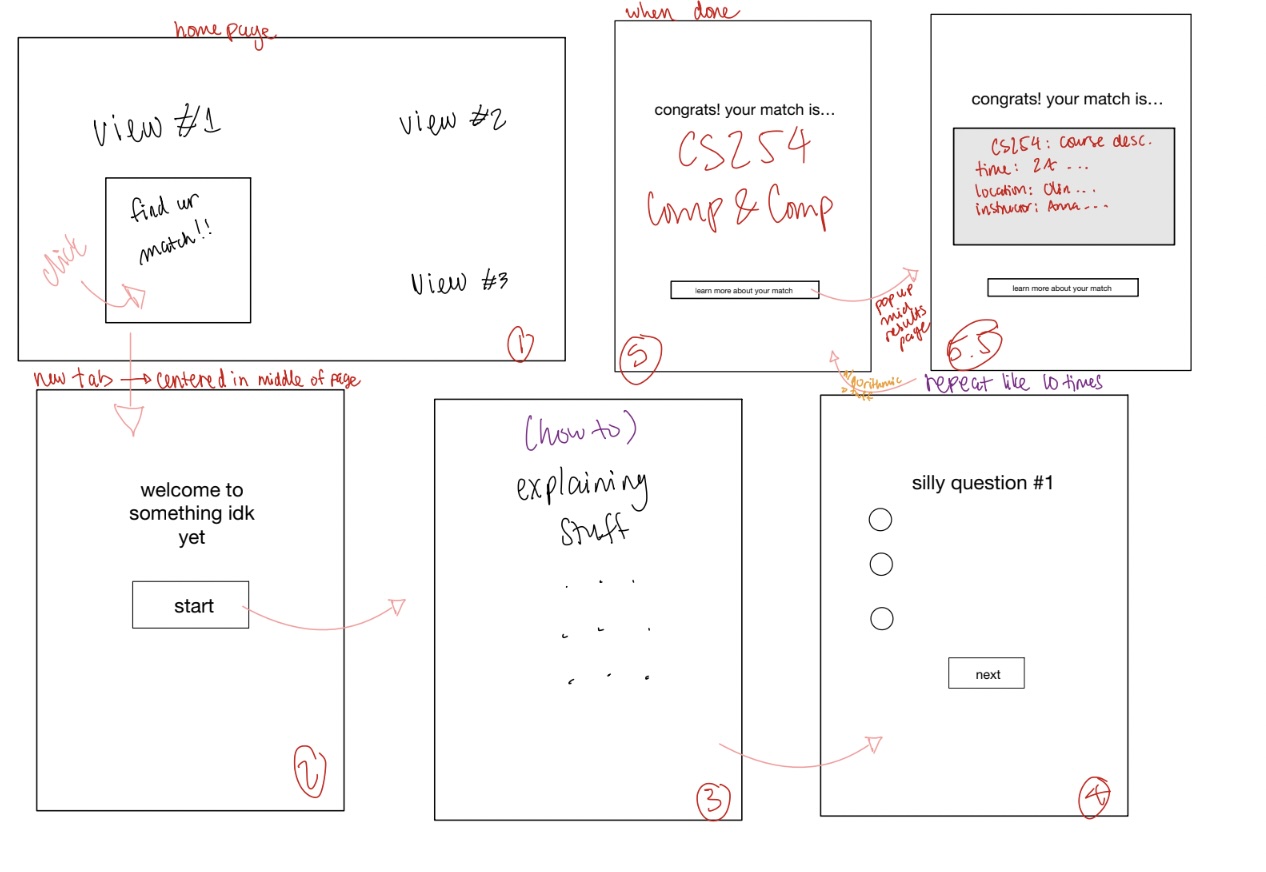 home page
view #1
view #2
find ur
match!!
click
View #3
1
when done
congrats! your match is...
CS254
Comp & Comp
learn more about your match
5
pop up
mid
results
page
congrats! your match is...
CS254: course desc.
time: 2x ...
location: Olin...
instrucor: Anna...
learn more about your match
5.5
new tab → centered in middle of page
welcome to
something idk
yet
start
2
(how to)
explaining
stuff
. . .
. . .
. . .
3
algorithmic
stuff
repeat like 10 times
silly question #1
next
4